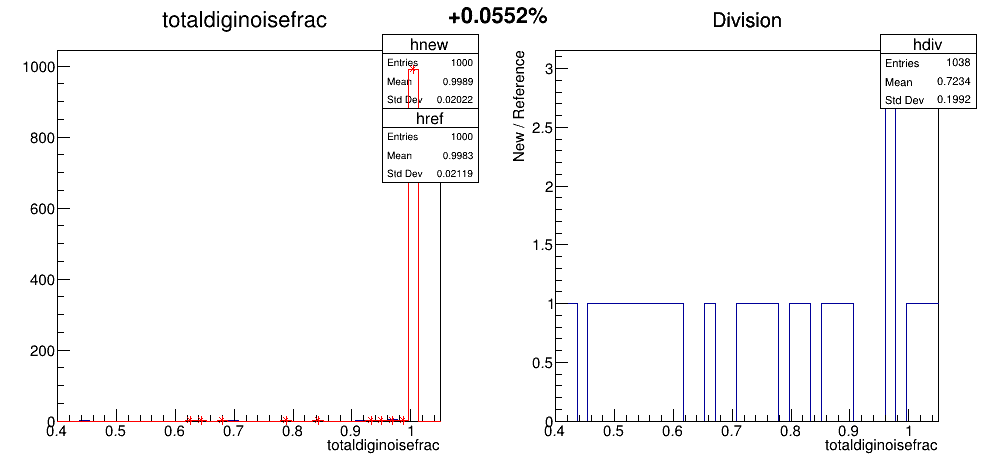 +0.0552%
totaldiginoisefrac
hnew
Entries 1000
Mean 0.9989
Std Dev 0.02022
href
Entries 1000
Mean 0.9983
Std Dev 0.02119
1000
800
600
400
200
0
0.4 0.5 0.6 0.7 0.8 0.9 1
totaldiginoisefrac
Division
hdiv
Entries 1038
Mean 0.7234
Std Dev 0.1992
New / Reference
3
2.5
2
1.5
1
0.5
0
0.4 0.5 0.6 0.7 0.8 0.9 1
totaldiginoisefrac